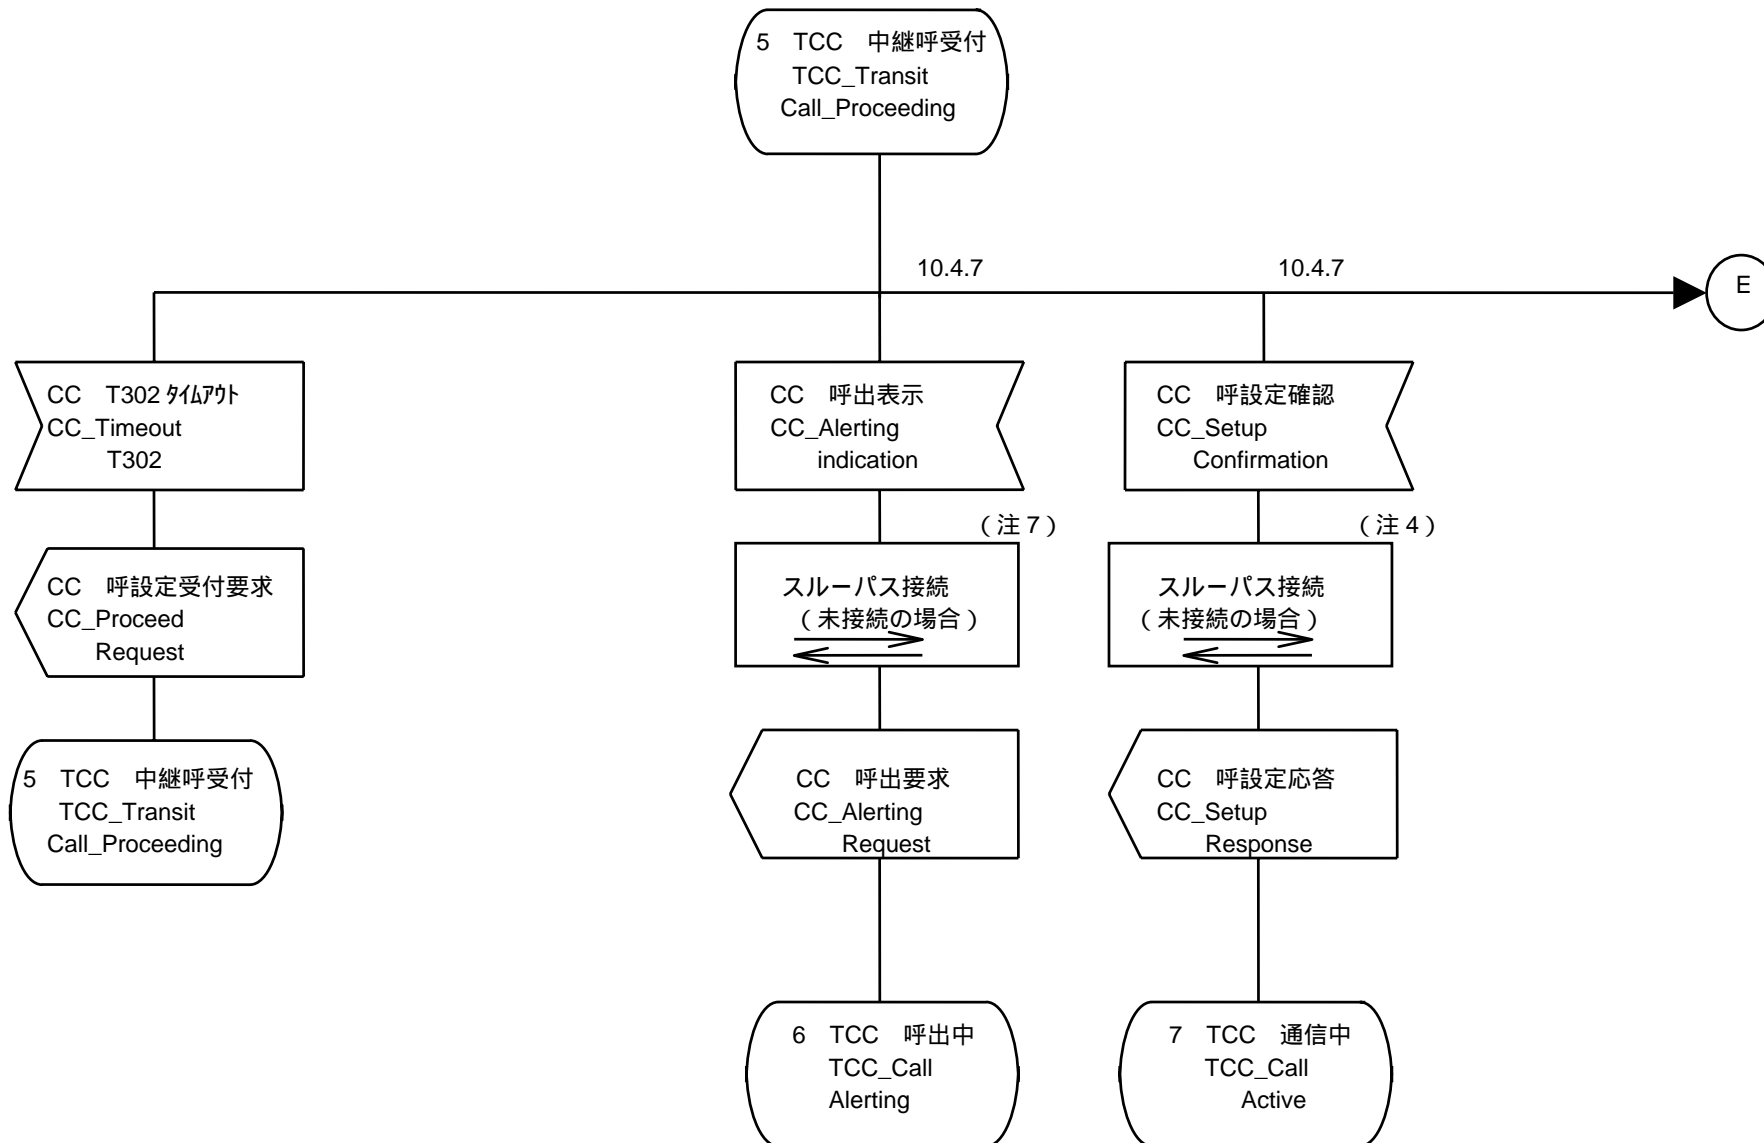 5　TCC　中継呼受付
TCC_Transit
Call_Proceeding
10.4.7
10.4.7
E
CC　T302 ﾀｲﾑｱｳﾄ
CC_Timeout
T302
CC　呼出表示
CC_Alerting
indication
CC　呼設定確認
CC_Setup
Confirmation
（注７）
（注４）
CC　呼設定受付要求
CC_Proceed
Request
スルーパス接続
（未接続の場合）
スルーパス接続
（未接続の場合）
5　TCC　中継呼受付
TCC_Transit
Call_Proceeding
CC　呼出要求
CC_Alerting
Request
CC　呼設定応答
CC_Setup
Response
6　TCC　呼出中
TCC_Call
Alerting
7　TCC　通信中
TCC_Call
Active